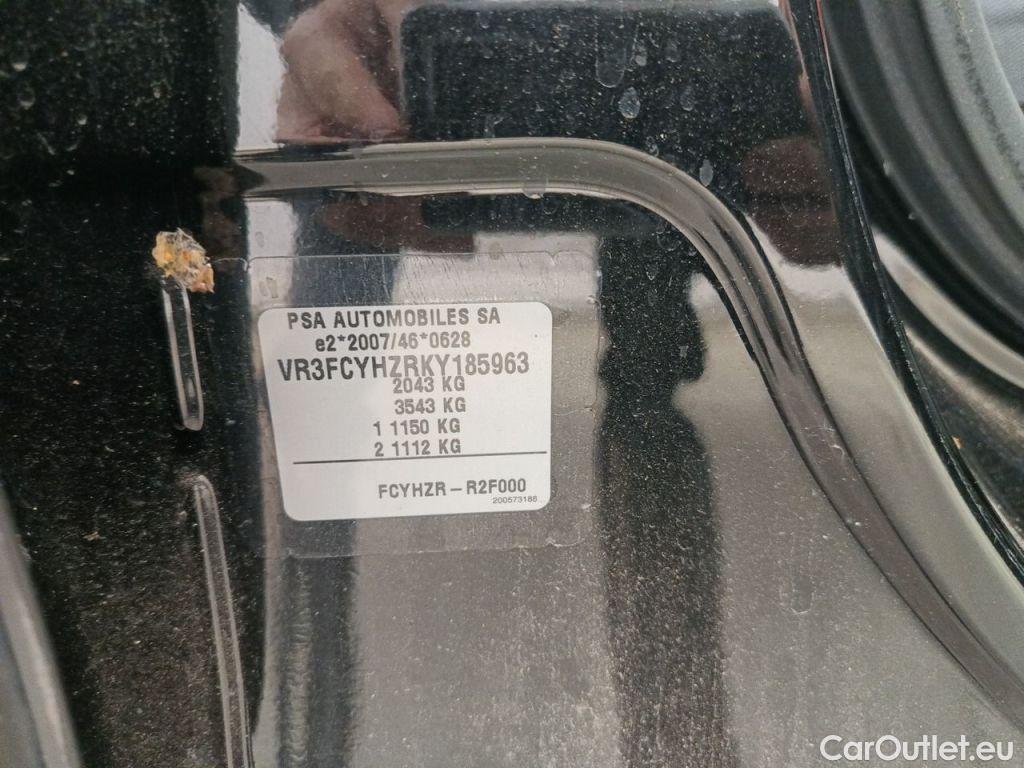 PSA AUTOMOBILES SA
e2*2007/46*0628
VR3FCYHZRKY185963
2043 KG
3543 KG
1 1150 KG
2 1112 KG
FCYHZR – R2F000
200573188
CarOutlet.eu